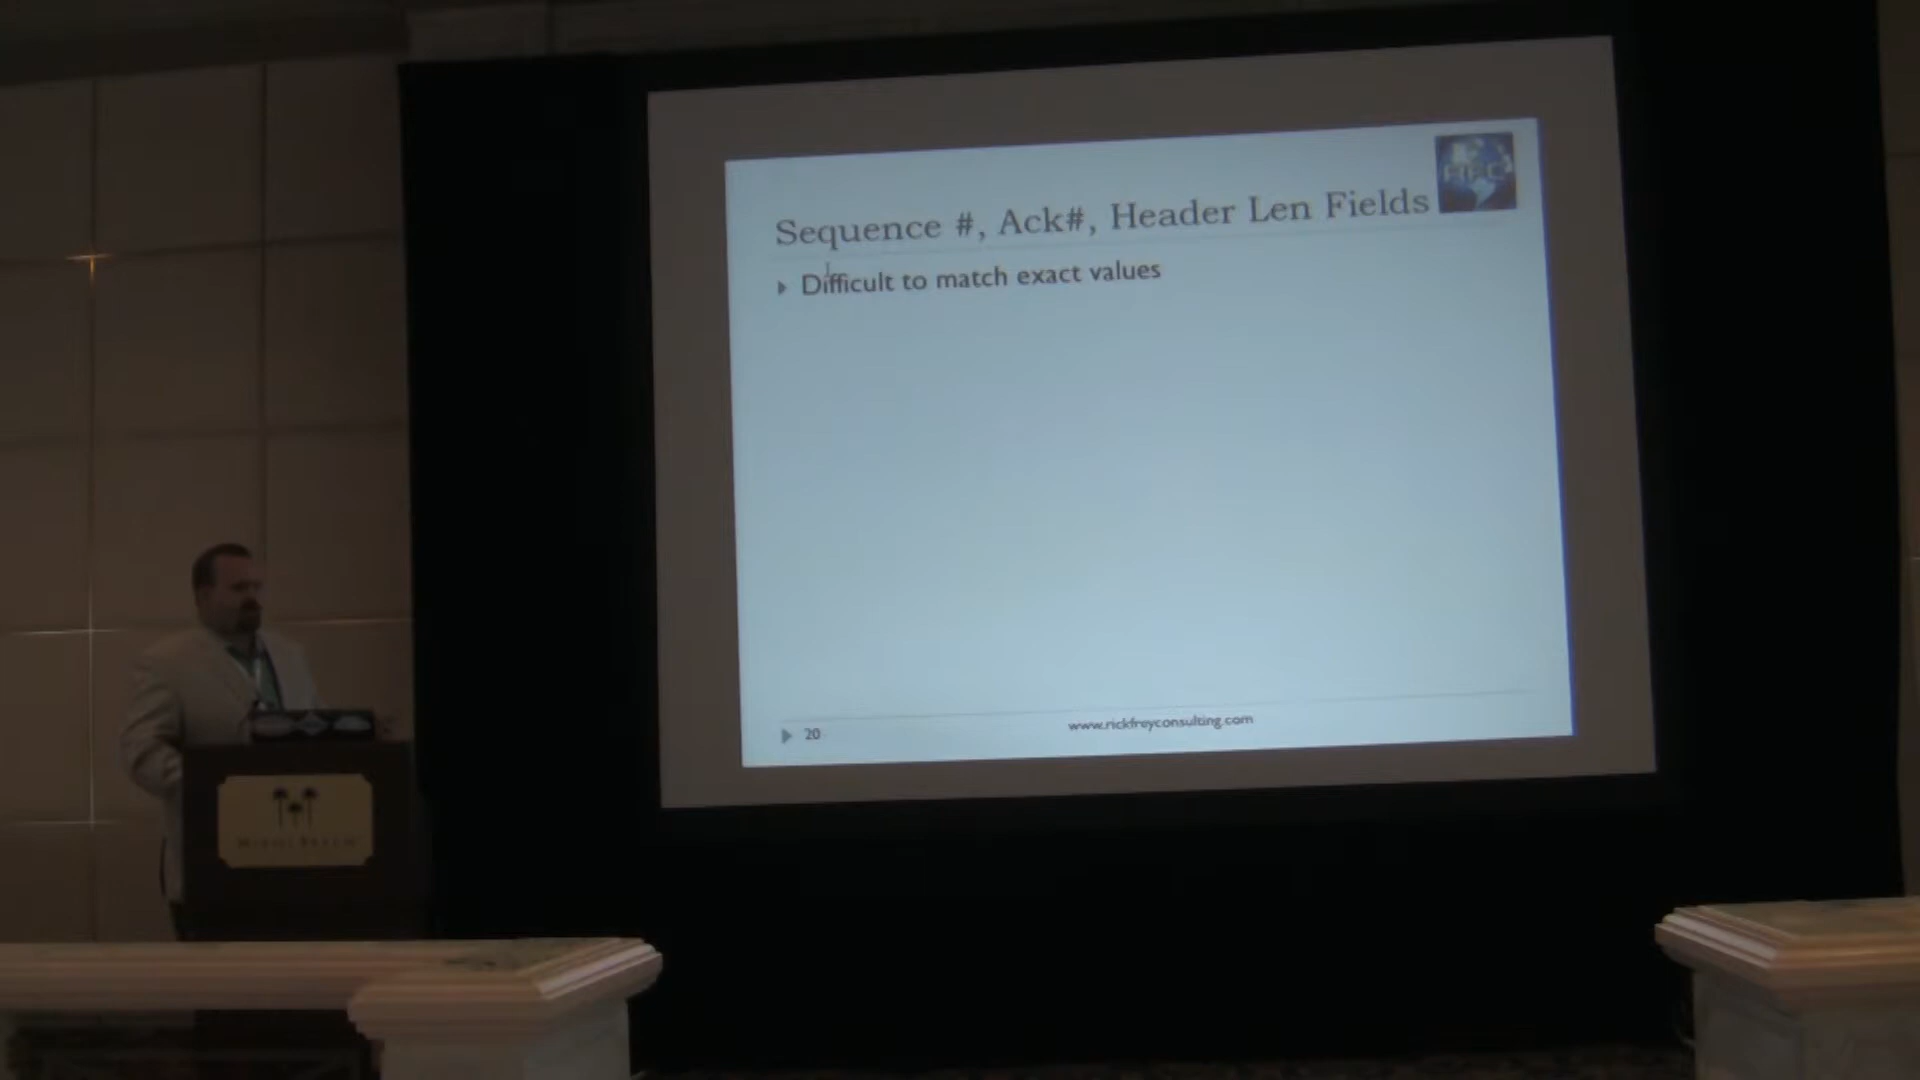 Sequence #, Ack#, Header Len Fields
Difficult to match exact values
20
www.rickfreyconsulting.com